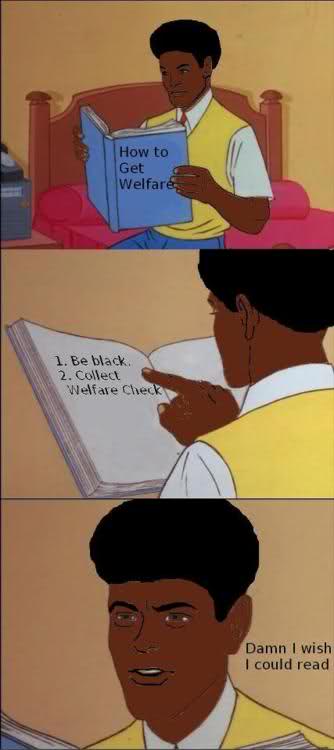 How to
Get
Welfare
1. Be black.
2. Collect
Welfare Check
Damn I wish
I could read